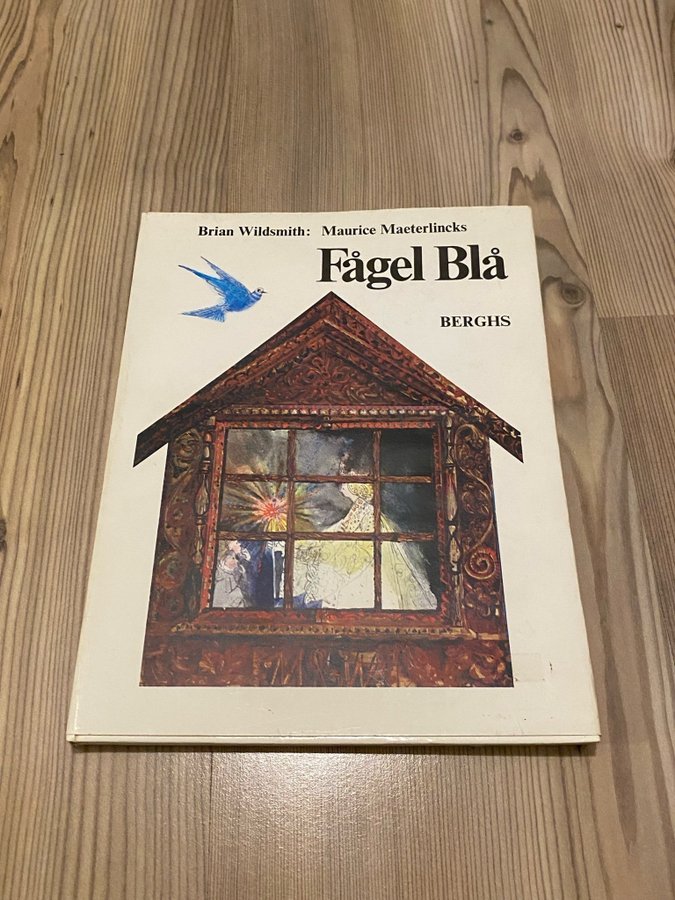 Brian Wildsmith: Maurice Maeterlincks
Fågel Blå
BERGHS